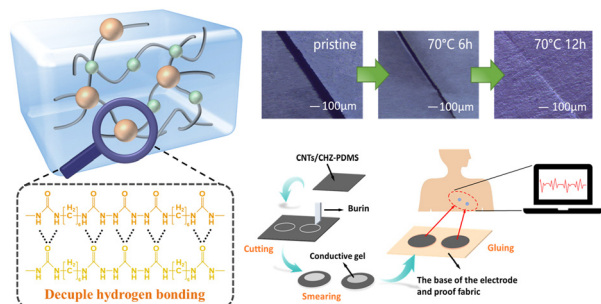 pristine
70°C 6h
70°C 12h
100μm
100μm
100μm
CNTs/CHZ-PDMS
Burin
Cutting
Conductive gel
Smearing
Gluing
The base of the electrode
and proof fabric
Decuple hydrogen bonding